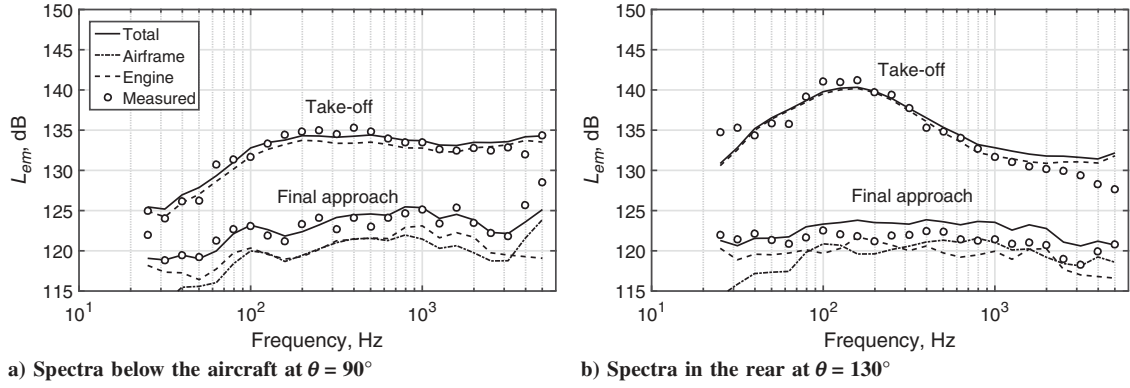 150
145
140
135
130
125
120
115
L_em, dB
Total
Airframe
Engine
Measured
Take-off
Final approach
10^1
10^2
10^3
Frequency, Hz
a) Spectra below the aircraft at θ = 90°
150
145
140
135
130
125
120
115
L_em, dB
Take-off
Final approach
10^1
10^2
10^3
Frequency, Hz
b) Spectra in the rear at θ = 130°